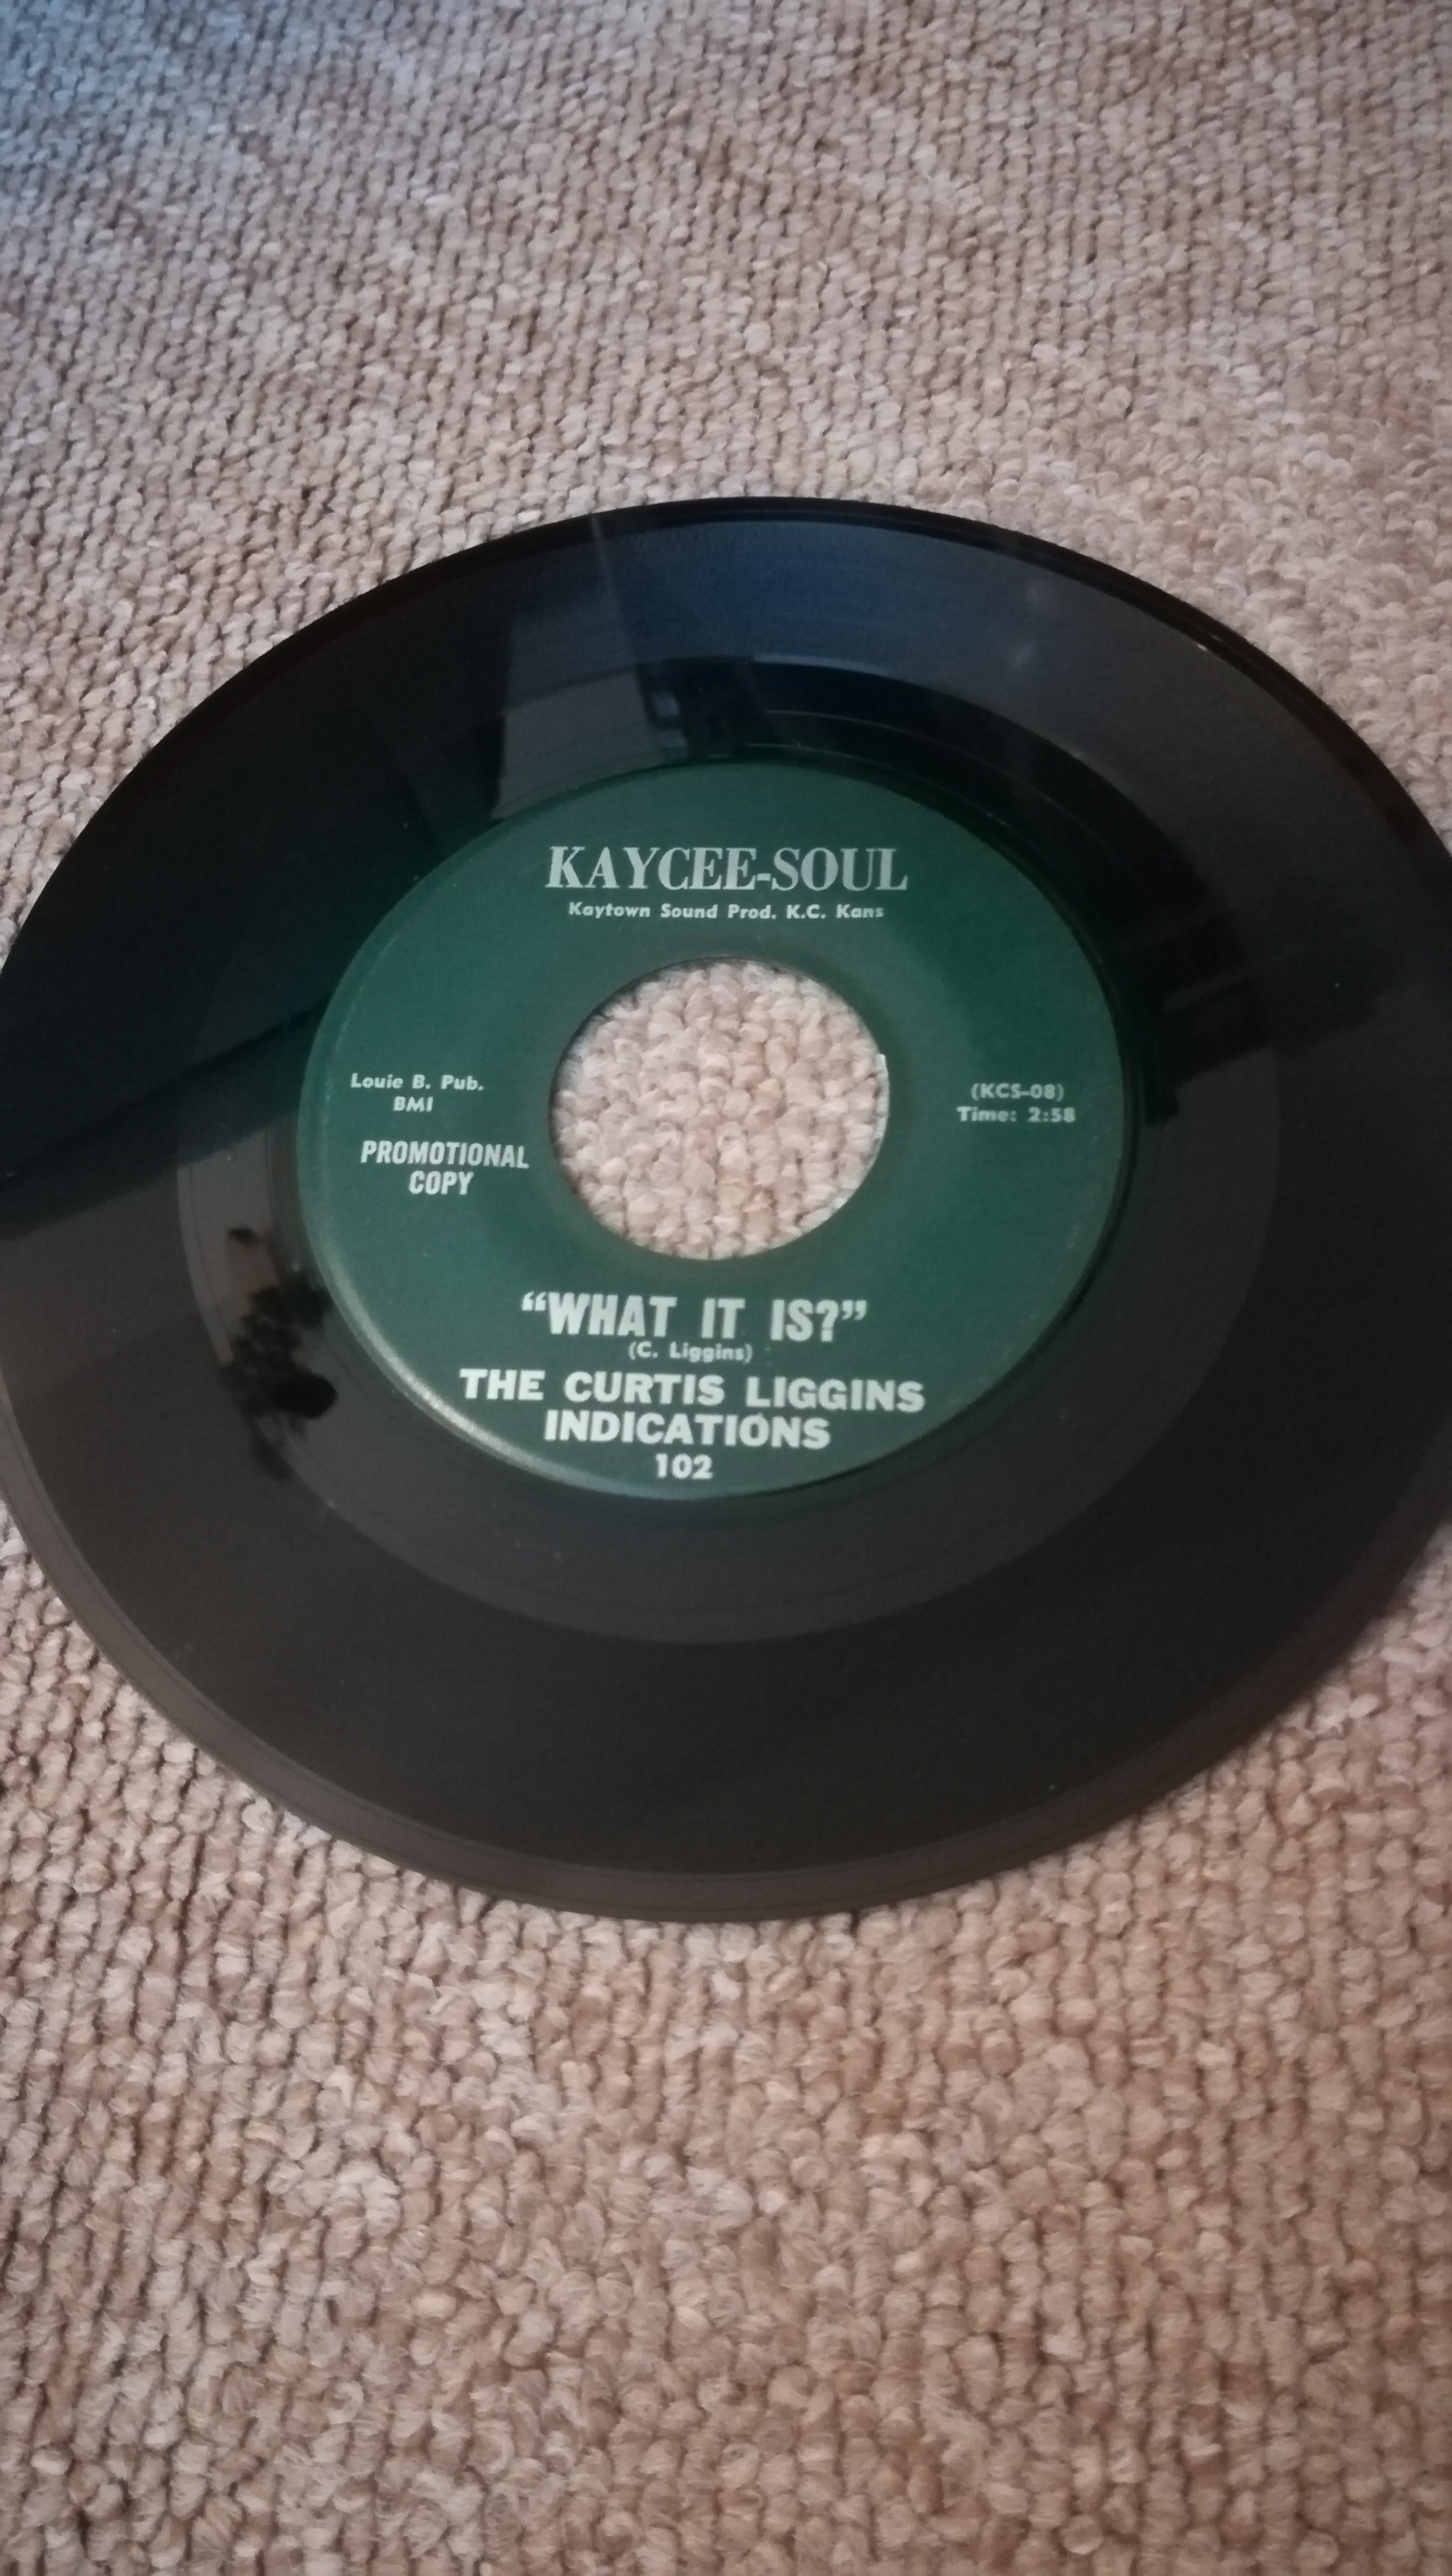 KAYCEE-SOUL
Kaytown Sound Prod. K.C. Kans
Louie B. Pub.
BMI
PROMOTIONAL
COPY
(KCS-08)
Time: 2:58
“WHAT IT IS?”
(C. Liggins)
THE CURTIS LIGGINS
INDICATIONS
102